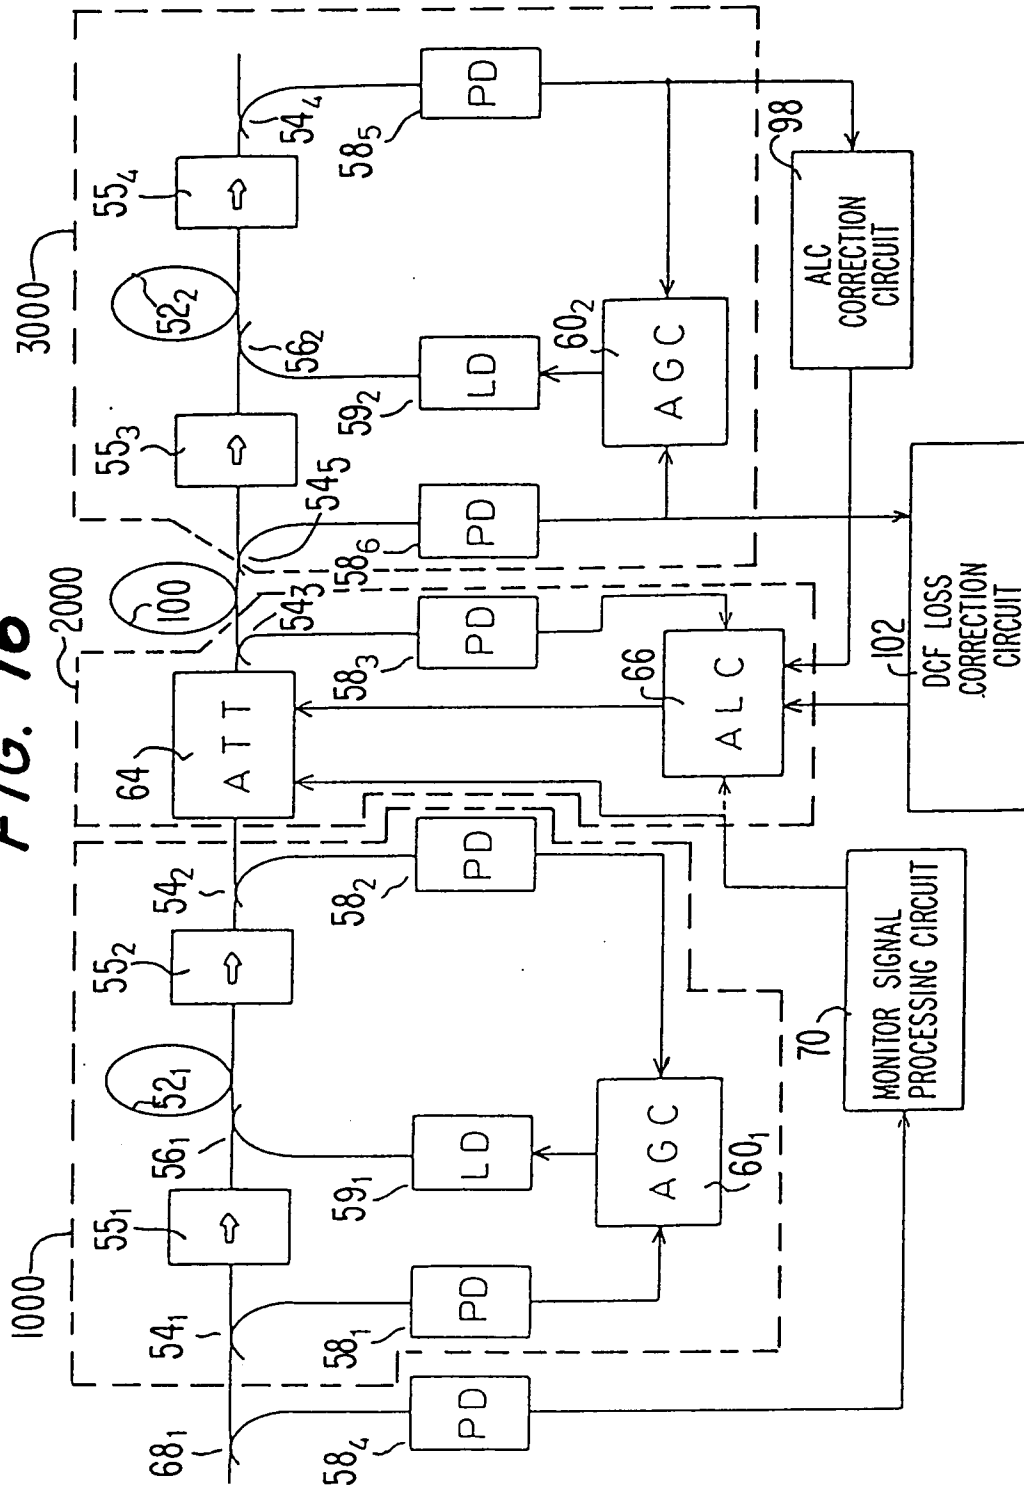 FIG. 16
1000
2000
3000
68₁
54₁
55₁
56₁
52₁
55₂
54₂
64
ATT
54₃
100
54₅
55₃
56₂
52₂
55₄
54₄
58₄
PD
58₁
PD
59₁
LD
58₂
PD
58₃
PD
58₆
PD
59₂
LD
58₅
PD
AGC
60₁
66
ALC
AGC
60₂
70
MONITOR SIGNAL
PROCESSING CIRCUIT
102
DCF LOSS
CORRECTION
CIRCUIT
98
ALC
CORRECTION
CIRCUIT